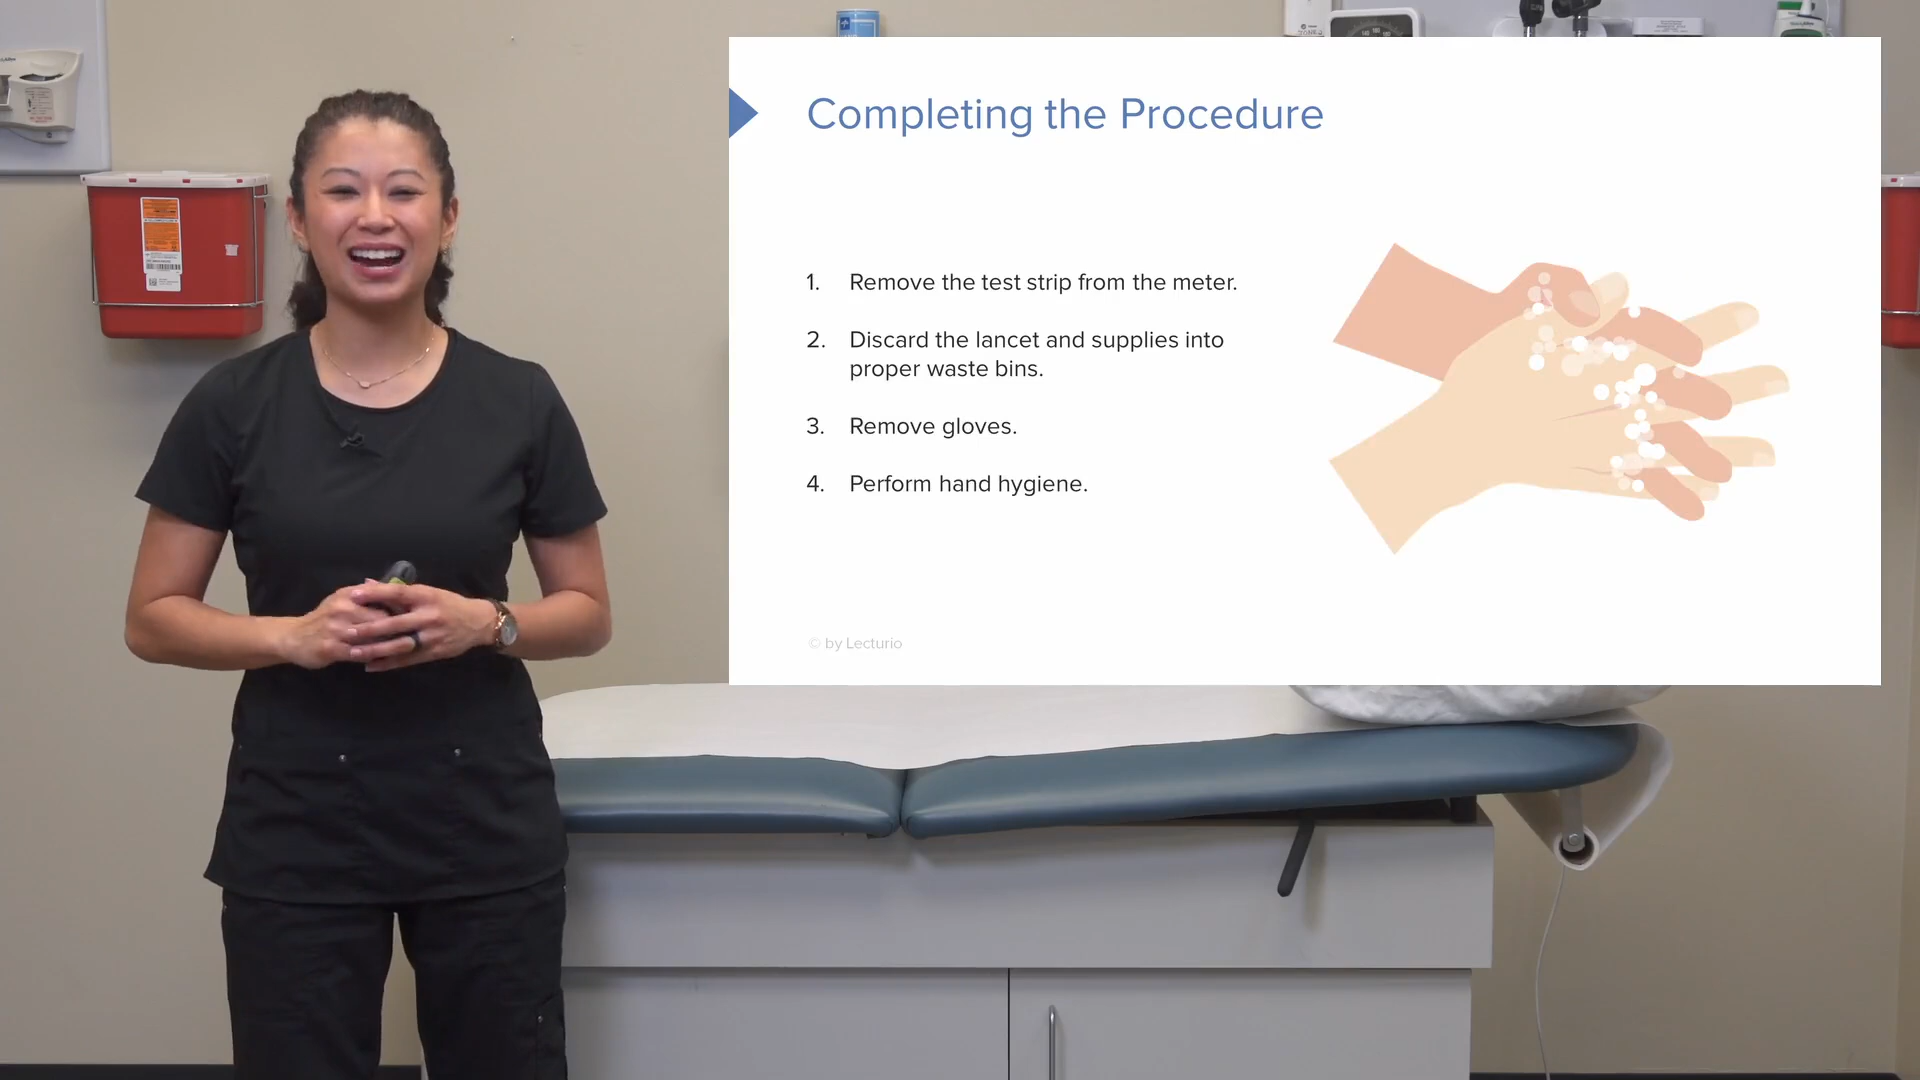 Completing the Procedure
1. Remove the test strip from the meter.
2. Discard the lancet and supplies into
proper waste bins.
3. Remove gloves.
4. Perform hand hygiene.
© by Lecturio